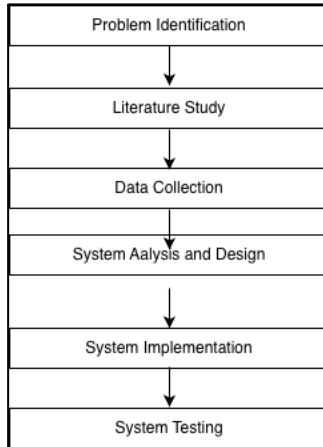 Problem Identification
Literature Study
Data Collection
System Aalysis and Design
System Implementation
System Testing